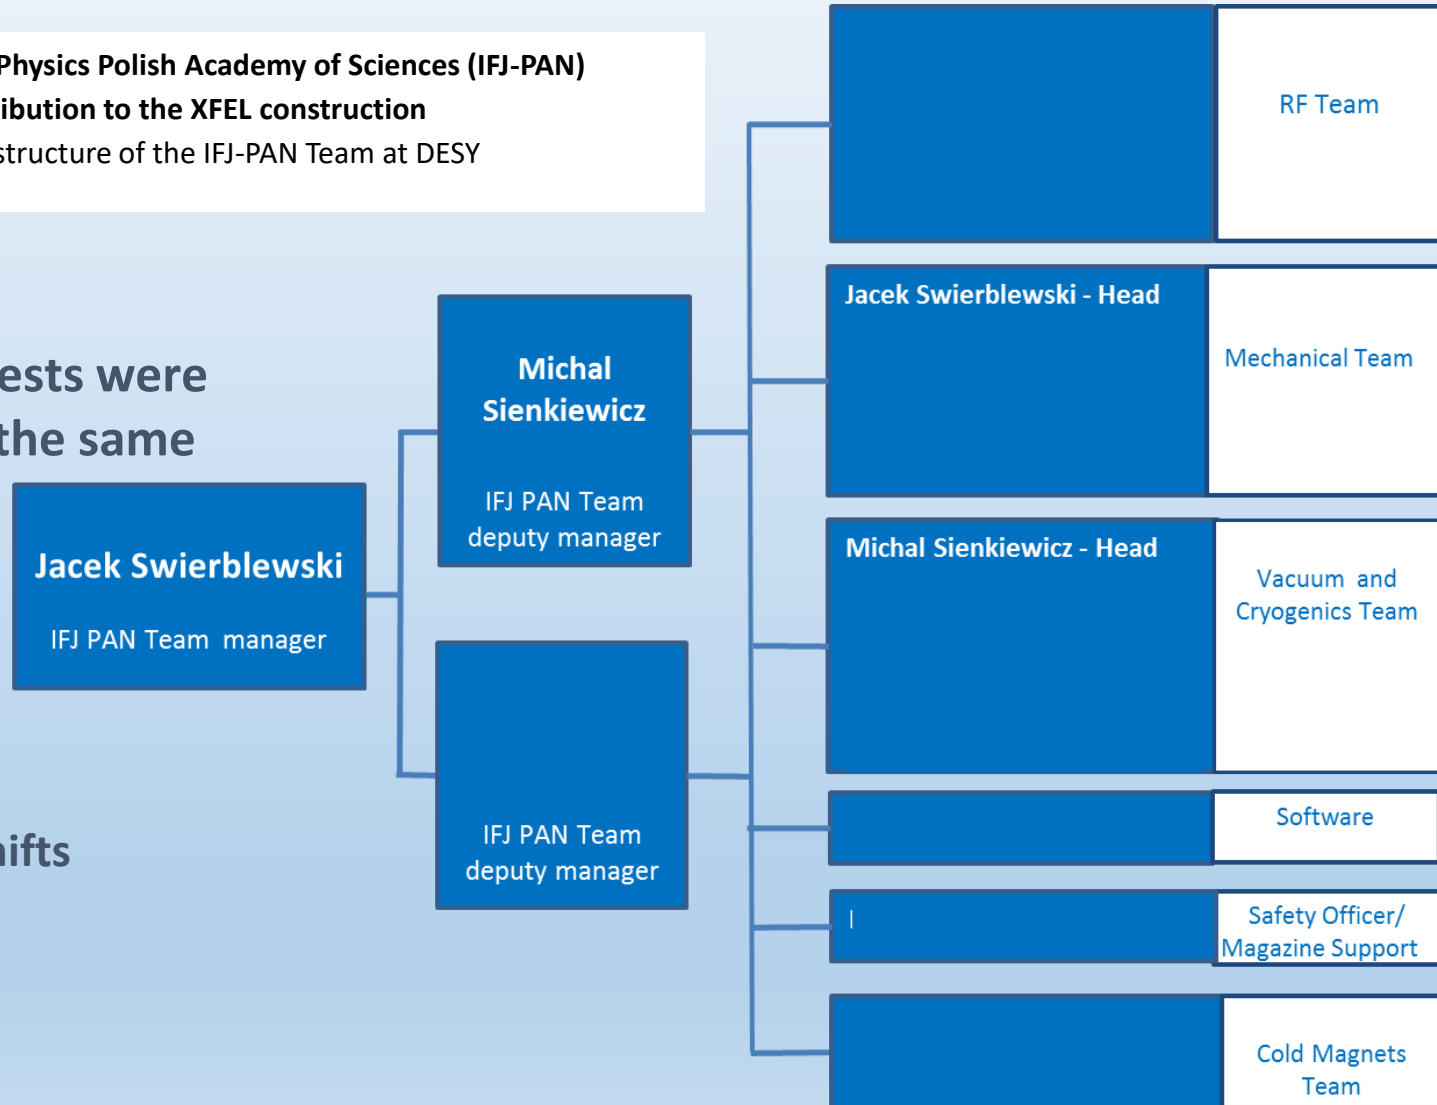 Physics Polish Academy of Sciences (IFJ-PAN)
ibution to the XFEL construction
structure of the IFJ-PAN Team at DESY
ests were
the same
hifts
Jacek Swierblewski
IFJ PAN Team manager
Michal
Sienkiewicz
IFJ PAN Team
deputy manager
IFJ PAN Team
deputy manager
RF Team
Jacek Swierblewski - Head
Mechanical Team
Michal Sienkiewicz - Head
Vacuum and
Cryogenics Team
Software
Safety Officer/
Magazine Support
Cold Magnets
Team